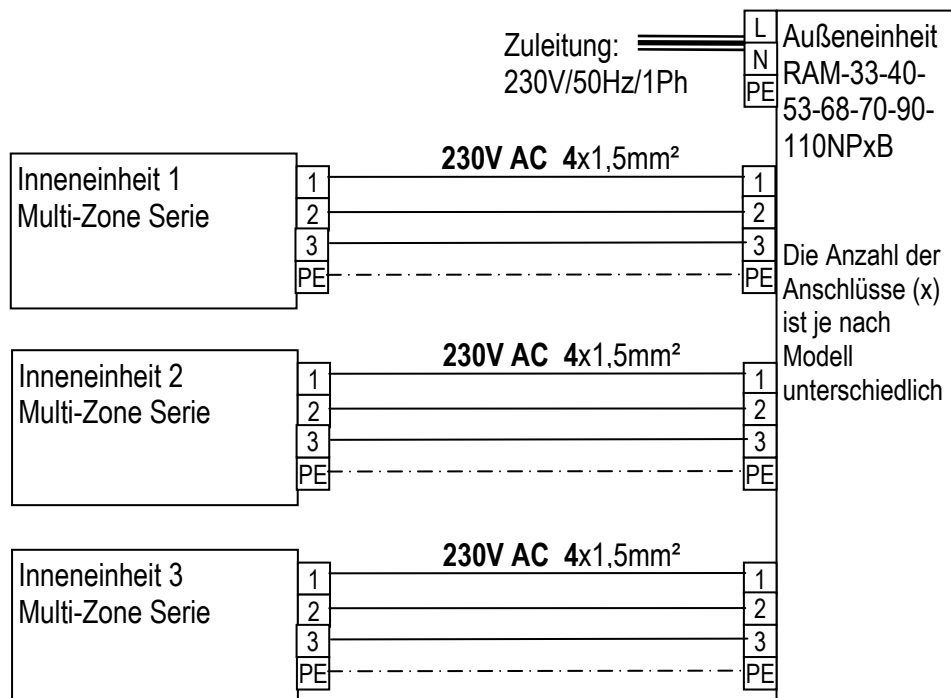 Zuleitung:
230V/50Hz/1Ph
L
N
PE
Außeneinheit
RAM-33-40-
53-68-70-90-
110NPxB
Die Anzahl der
Anschlüsse (x)
ist je nach
Modell
unterschiedlich
Inneneinheit 1
Multi-Zone Serie
230V AC 4x1,5mm²
1 1
2 2
3 3
PE PE
Inneneinheit 2
Multi-Zone Serie
230V AC 4x1,5mm²
1 1
2 2
3 3
PE PE
Inneneinheit 3
Multi-Zone Serie
230V AC 4x1,5mm²
1 1
2 2
3 3
PE PE